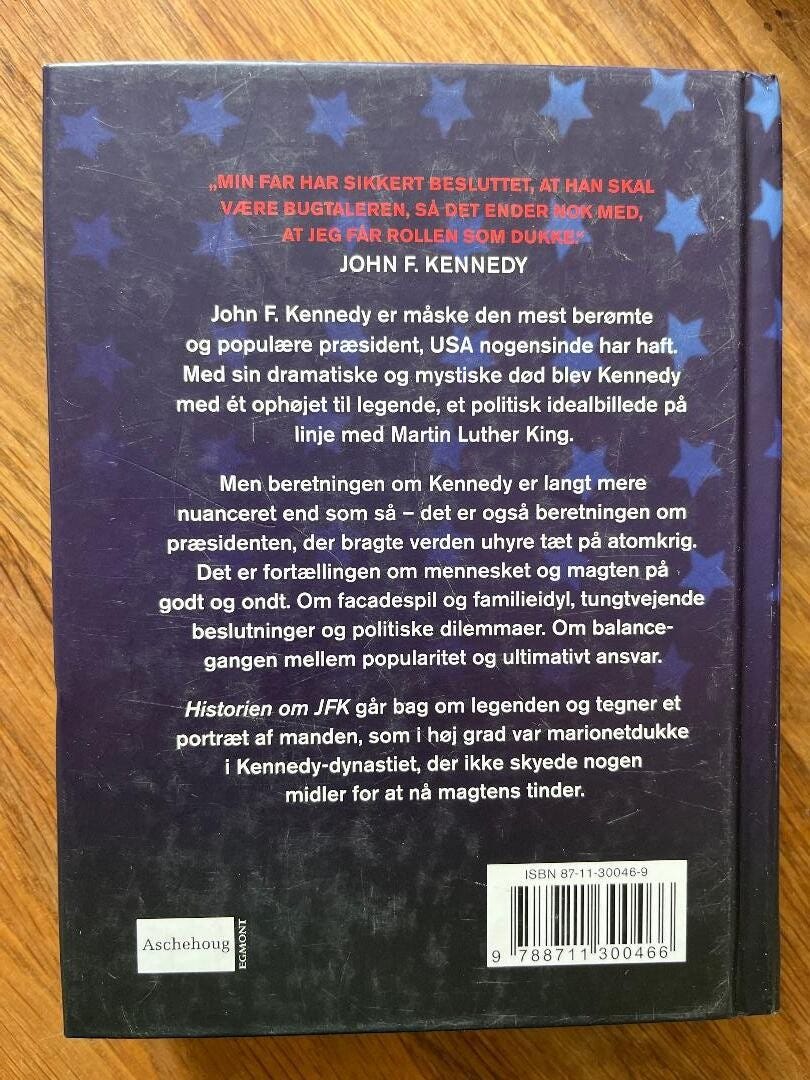 „MIN FAR HAR SIKKERT BESLUTTET, AT HAN SKAL
VÆRE BUGTALEREN, SÅ DET ENDER NOK MED,
AT JEG FÅR ROLLEN SOM DUKKE."
JOHN F. KENNEDY
John F. Kennedy er måske den mest berømte
og populære præsident, USA nogensinde har haft.
Med sin dramatiske og mystiske død blev Kennedy
med ét ophøjet til legende, et politisk idealbillede på
linje med Martin Luther King.
Men beretningen om Kennedy er langt mere
nuanceret end som så – det er også beretningen om
præsidenten, der bragte verden uhyre tæt på atomkrig.
Det er fortællingen om mennesket og magten på
godt og ondt. Om facadespil og familieidyl, tungtvejende
beslutninger og politiske dilemmaer. Om balance-
gangen mellem popularitet og ultimativt ansvar.
Historien om JFK går bag om legenden og tegner et
portræt af manden, som i høj grad var marionetdukke
i Kennedy-dynastiet, der ikke skyede nogen
midler for at nå magtens tinder.
ISBN 87-11-30046-9
9 788711 300466
Aschehoug
EGMONT